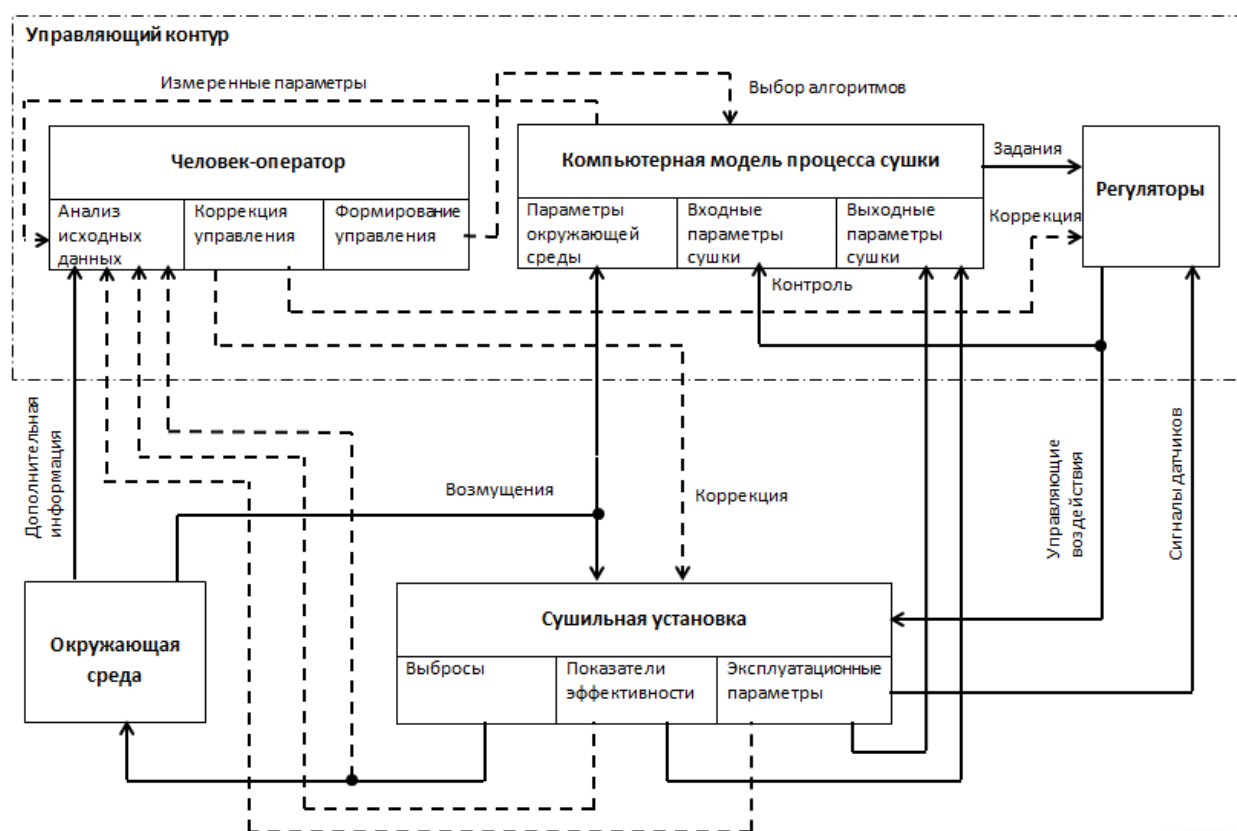 Управляющий контур
Измеренные параметры
Выбор алгоритмов
Человек-оператор
Анализ
исходных
данных
Коррекция
управления
Формирование
управления
Компьютерная модель процесса сушки
Параметры
окружающей
среды
Входные
параметры
сушки
Выходные
параметры
сушки
Задания
Регуляторы
Коррекция
Контроль
Дополнительная
информация
Возмущения
Коррекция
Управляющие
воздействия
Сигналы датчиков
Окружающая
среда
Сушильная установка
Выбросы
Показатели
эффективности
Эксплуатационные
параметры